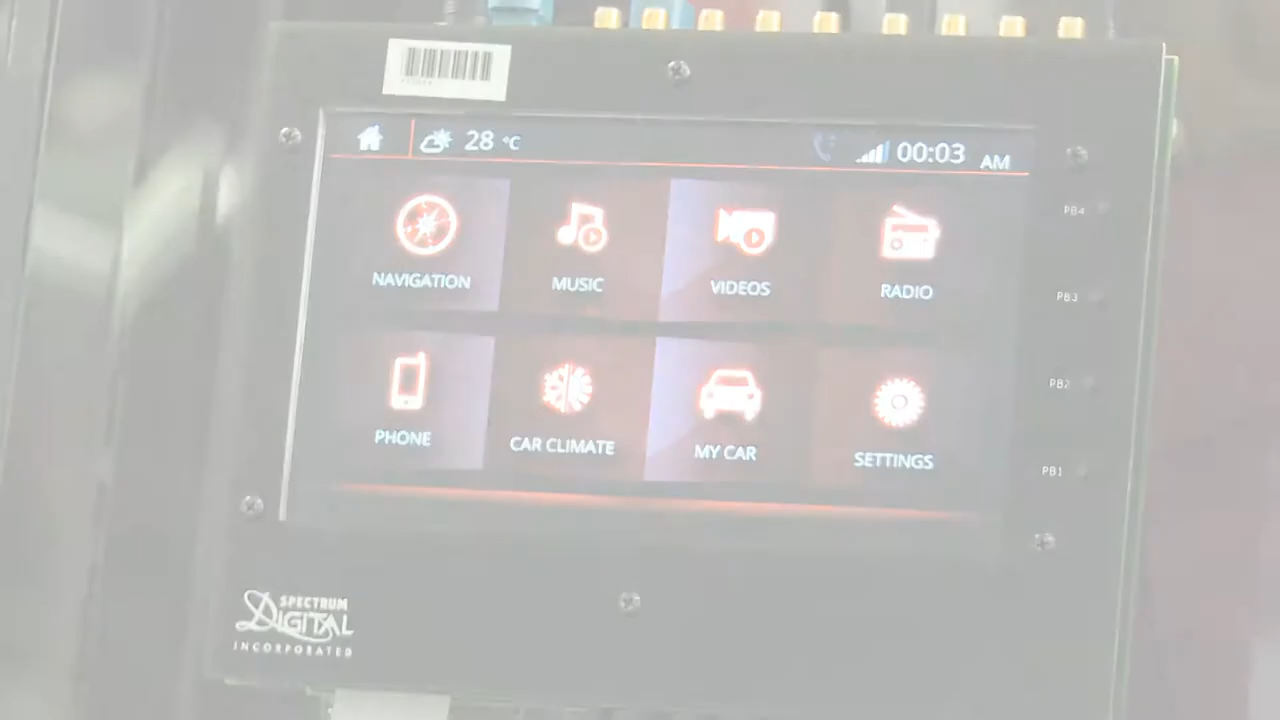 28 °C
00:03 AM
NAVIGATION
MUSIC
VIDEOS
RADIO
PHONE
CAR CLIMATE
MY CAR
SETTINGS
PB4
PB3
PB2
PB1
SPECTRUM
DIGITAL
INCORPORATED